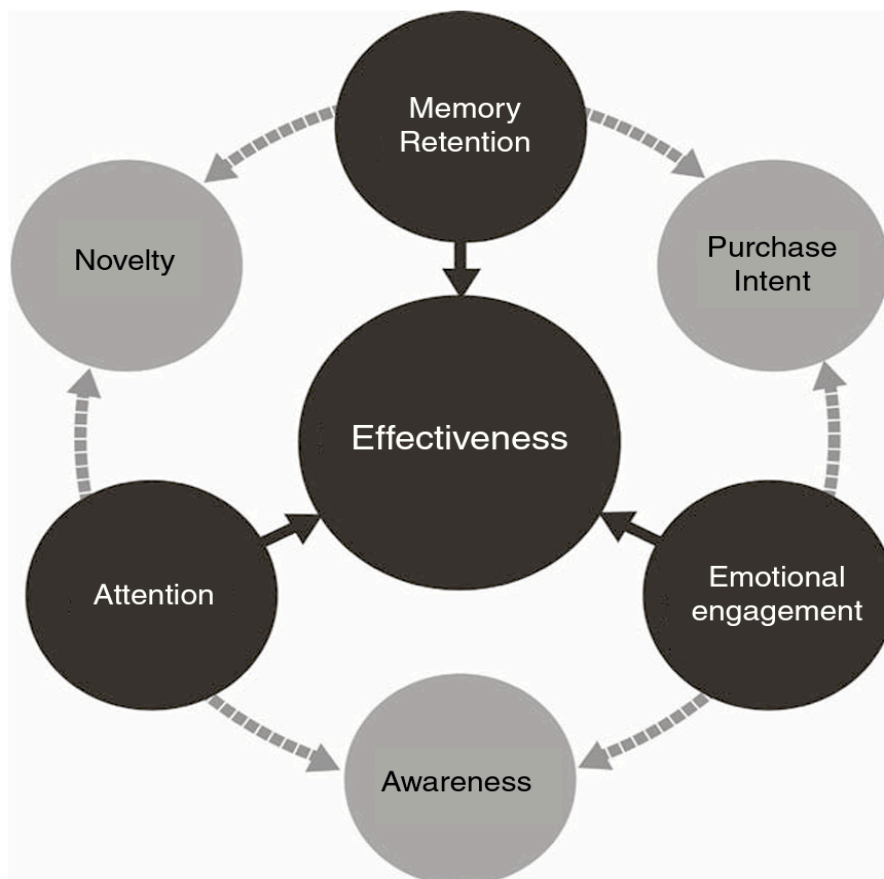 Memory
Retention
Novelty
Purchase
Intent
Effectiveness
Attention
Emotional
engagement
Awareness